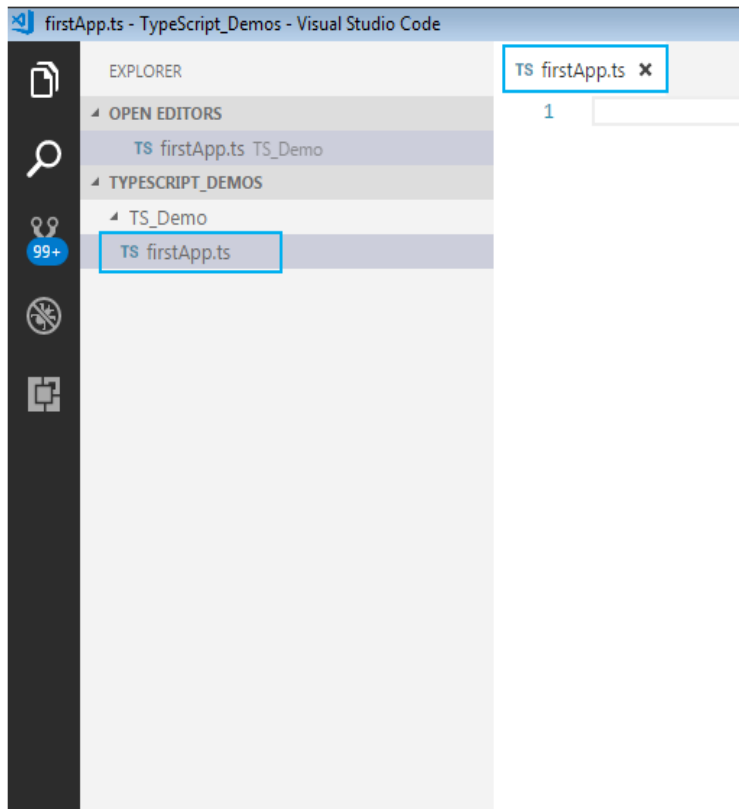 firstApp.ts - TypeScript_Demos - Visual Studio Code
EXPLORER
OPEN EDITORS
TS firstApp.ts TS_Demo
TYPESCRIPT_DEMOS
TS_Demo
TS firstApp.ts
99+
TS firstApp.ts
1